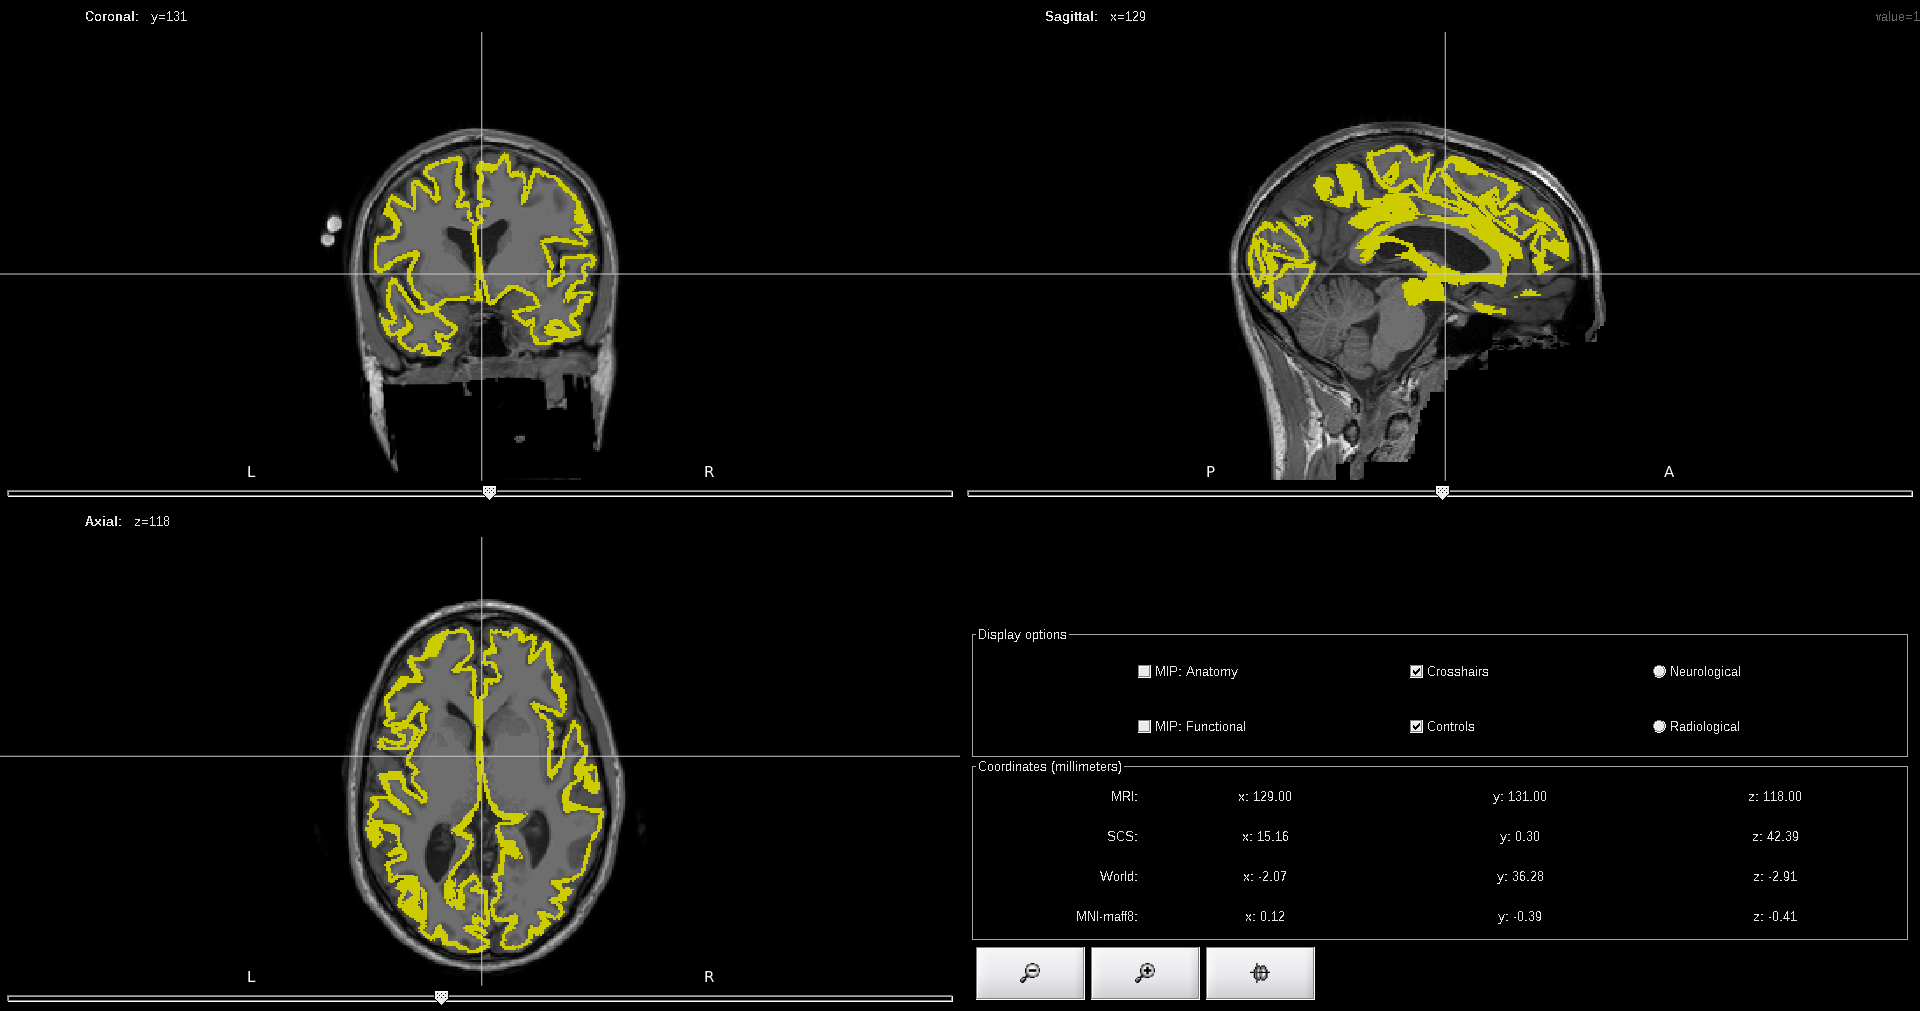 Coronal: y=131
Sagittal: x=129
value=1
L R
P A
Axial: z=118
L R
Display options
MIP: Anatomy Crosshairs Neurological
MIP: Functional Controls Radiological
Coordinates (millimeters)
MRI: x: 129.00 y: 131.00 z: 118.00
SCS: x: 15.16 y: 0.30 z: 42.39
World: x: -2.07 y: 36.28 z: -2.91
MNI-maff8: x: 0.12 y: -0.39 z: -0.41